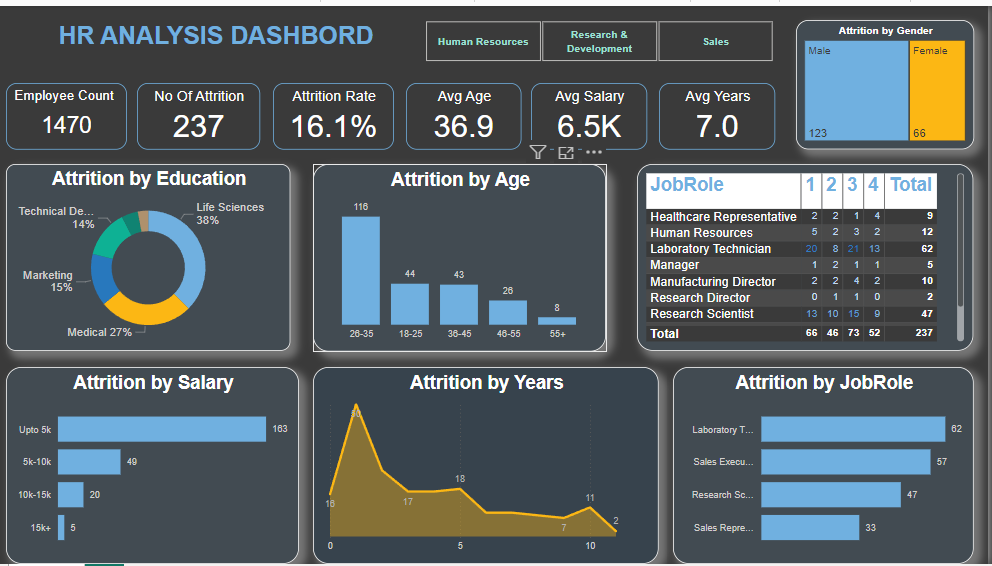 HR ANALYSIS DASHBORD
Human Resources
Research &
Development
Sales
Attrition by Gender
Male
Female
123
66
Employee Count
1470
No Of Attrition
237
Attrition Rate
16.1%
Avg Age
36.9
Avg Salary
6.5K
Avg Years
7.0
Attrition by Education
Technical De...
14%
Life Sciences
38%
Marketing
15%
Medical 27%
Attrition by Age
116
44
43
26
8
26-35
18-25
36-45
46-55
55+
JobRole 1 2 3 4 Total
Healthcare Representative 2 2 1 4 9
Human Resources 5 2 3 2 12
Laboratory Technician 20 8 21 13 62
Manager 1 2 1 1 5
Manufacturing Director 2 2 4 2 10
Research Director 0 1 1 0 2
Research Scientist 13 10 15 9 47
Total 66 46 73 52 237
Attrition by Salary
Upto 5k 163
5k-10k 49
10k-15k 20
15k+ 5
Attrition by Years
16
17
18
7
11
2
0
5
10
Attrition by JobRole
Laboratory T... 62
Sales Execu... 57
Research Sc... 47
Sales Repre... 33